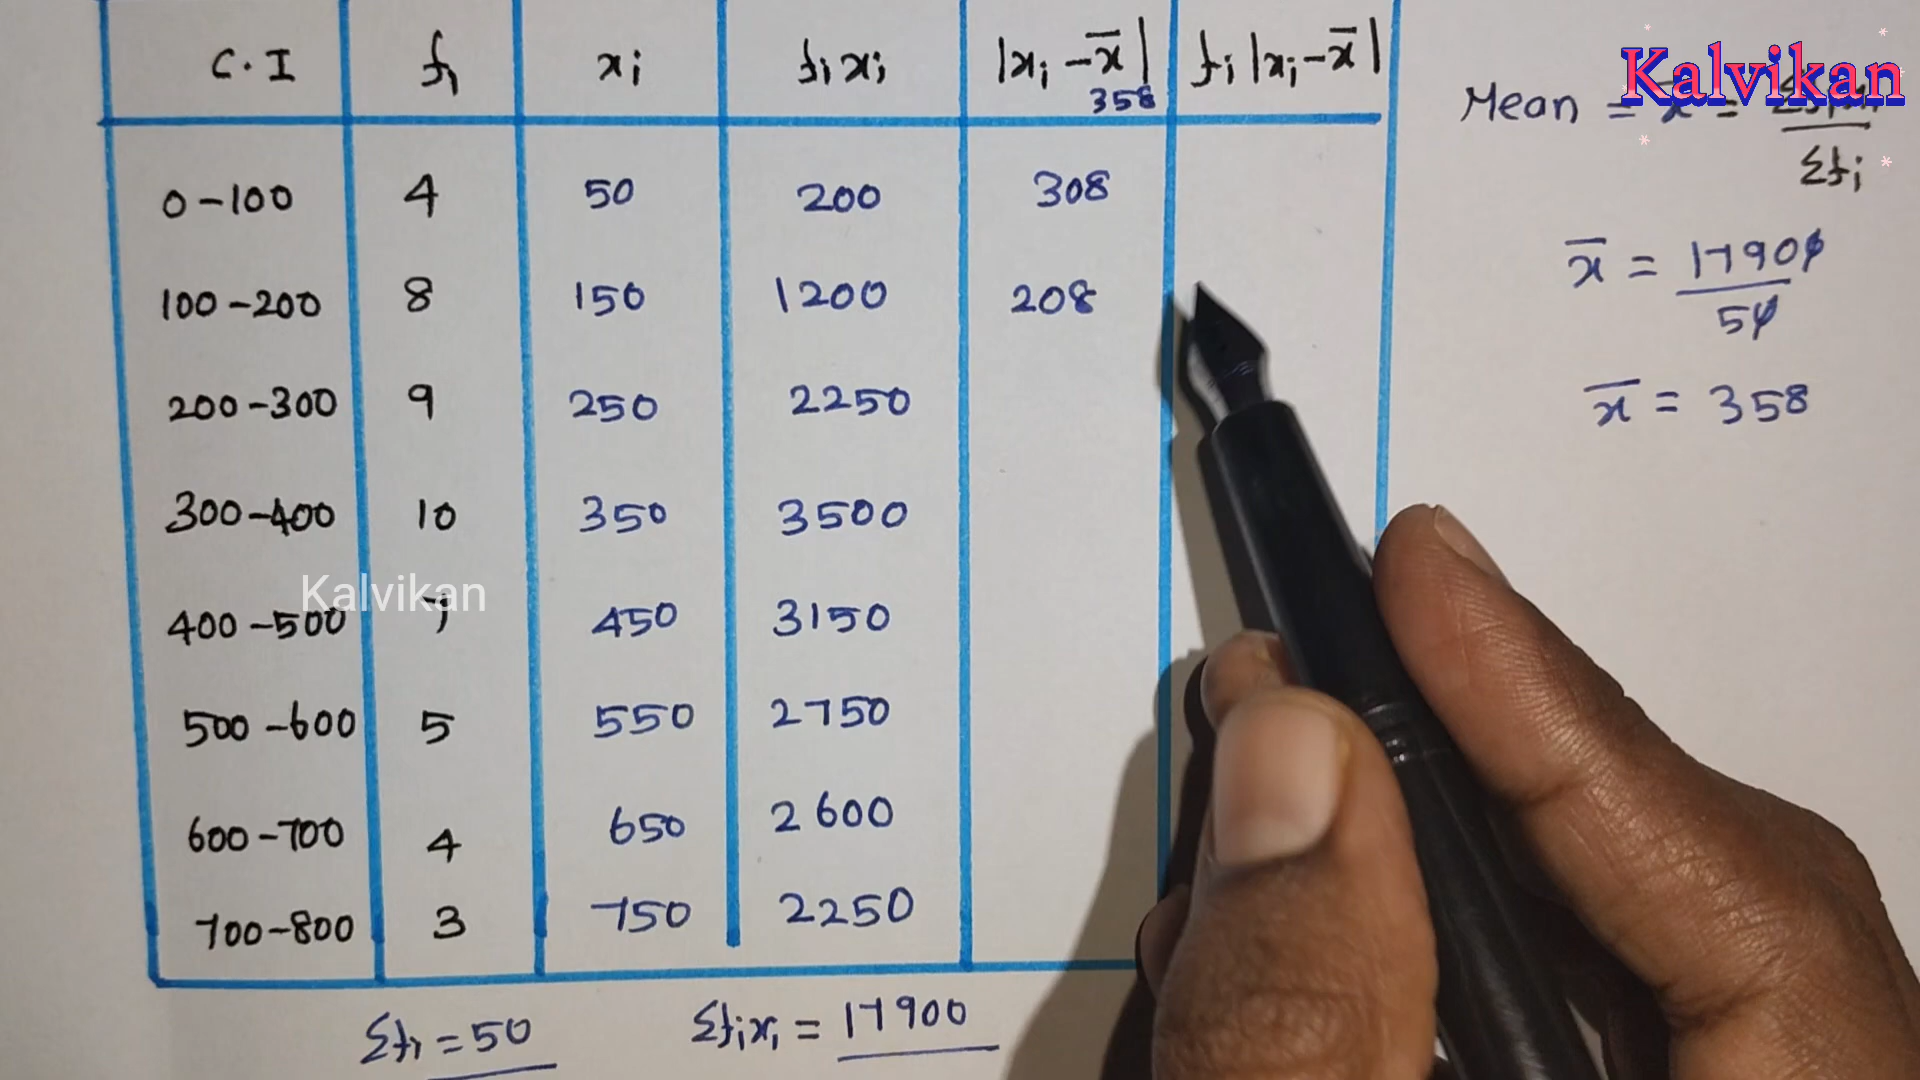 C.I fi xi fixi |xi - x̄| fi |xi - x̄|
358
0-100 4 50 200 308
100-200 8 150 1200 208
200-300 9 250 2250
300-400 10 350 3500
400-500 7 450 3150
500-600 5 550 2750
600-700 4 650 2600
700-800 3 750 2250
Σfi = 50 Σfixi = 17900
Kalvikan
Kalvikan
Mean = x̄ =
Σfi
x̄ = 17900
50
x̄ = 358